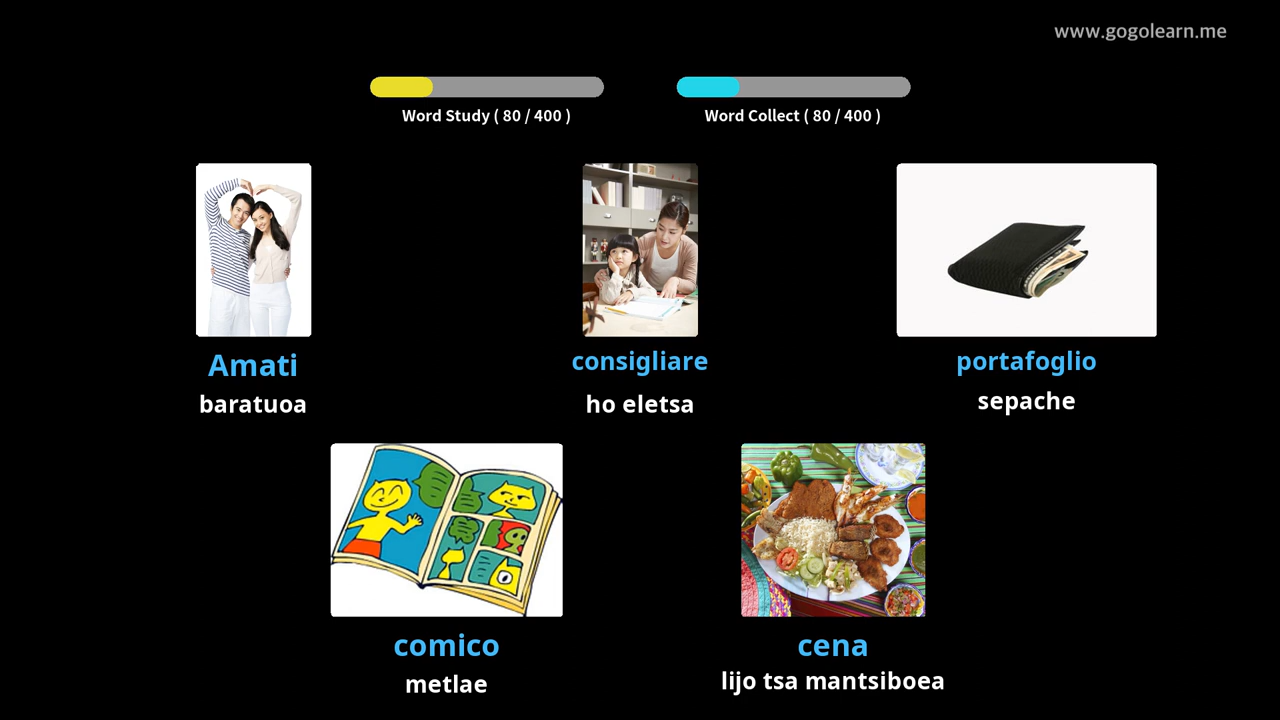 www.gogolearn.me
Word Study ( 80 / 400 )
Word Collect ( 80 / 400 )
Amati
baratuoa
consigliare
ho eletsa
portafoglio
sepache
comico
metlae
cena
lijo tsa mantsiboea